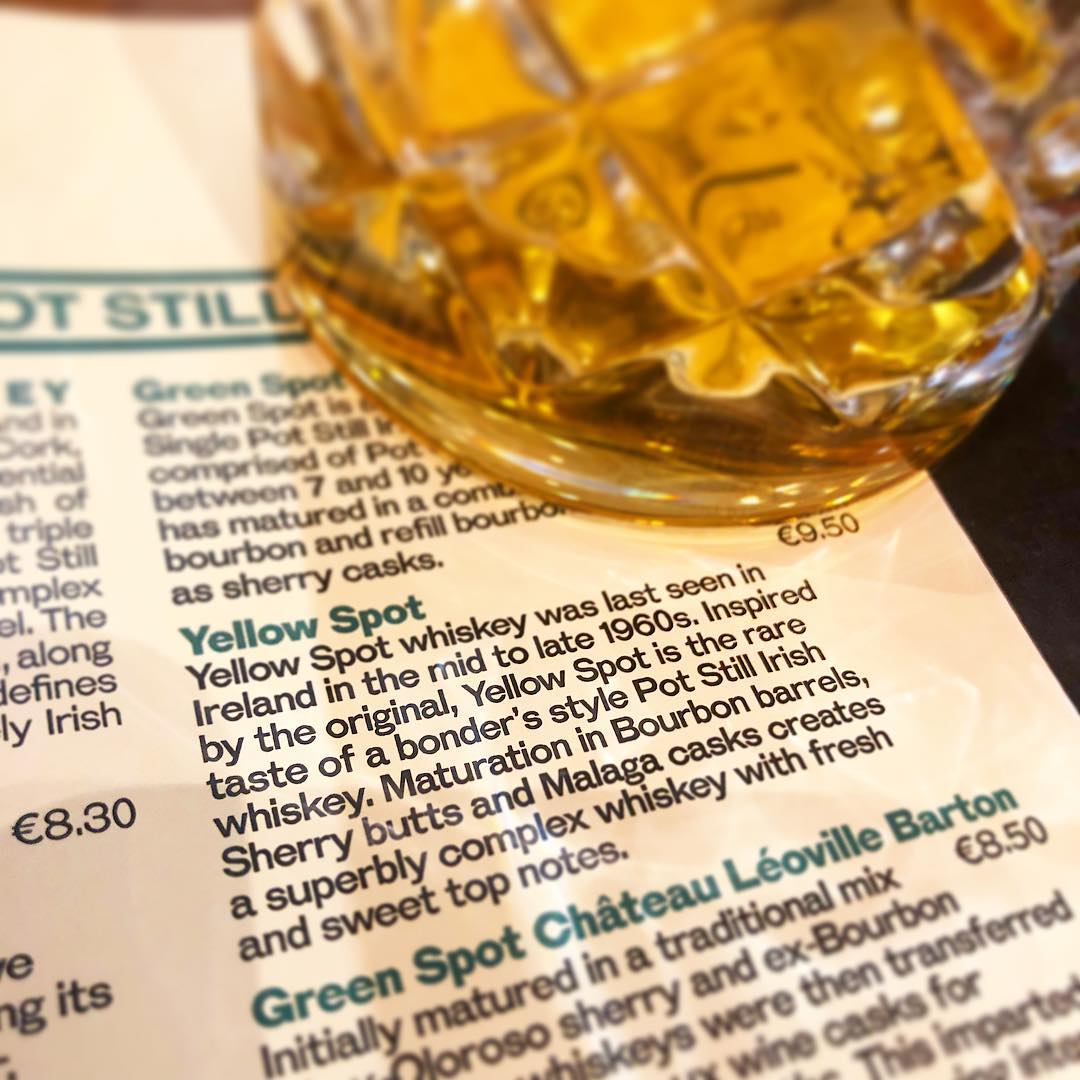 OT STILL
EY
and in
Cork,
ential
sh of
triple
ot Still
mplex
el. The
, along
defines
ly Irish
€8.30
ve
ng its
Green Spot
Green Spot is
Single Pot Still
comprised of Pot
between 7 and 10
has matured in a
bourbon and refill bourbon
as sherry casks.
€9.50
Yellow Spot
Yellow Spot whiskey was last seen in
Ireland in the mid to late 1960s. Inspired
by the original, Yellow Spot is the rare
taste of a bonder's style Pot Still Irish
whiskey. Maturation in Bourbon barrels,
Sherry butts and Malaga casks creates
a superbly complex whiskey with fresh
and sweet top notes.
€8.50
Green Spot Château Léoville Barton
Initially matured in a traditional mix
Oloroso sherry and ex-Bourbon
whiskeys were then transferred
wine casks for
This imparted